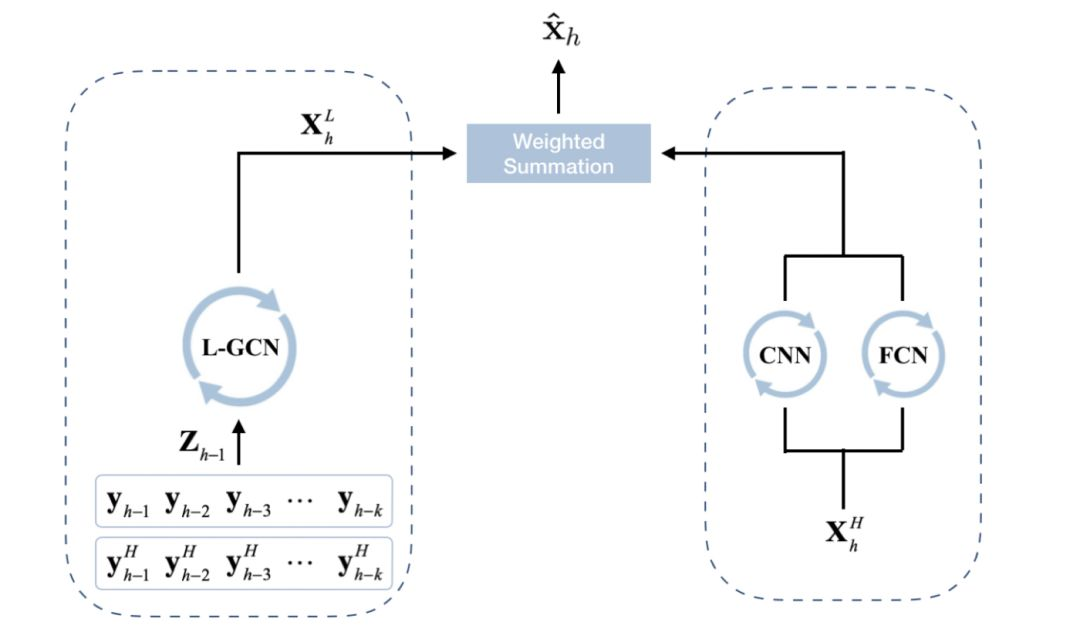 x̂_h
X_h^L
Weighted
Summation
L-GCN
CNN
FCN
Z_{h−1}
y_{h−1} y_{h−2} y_{h−3} ⋯ y_{h−k}
y_{h−1}^H y_{h−2}^H y_{h−3}^H ⋯ y_{h−k}^H
X_h^H